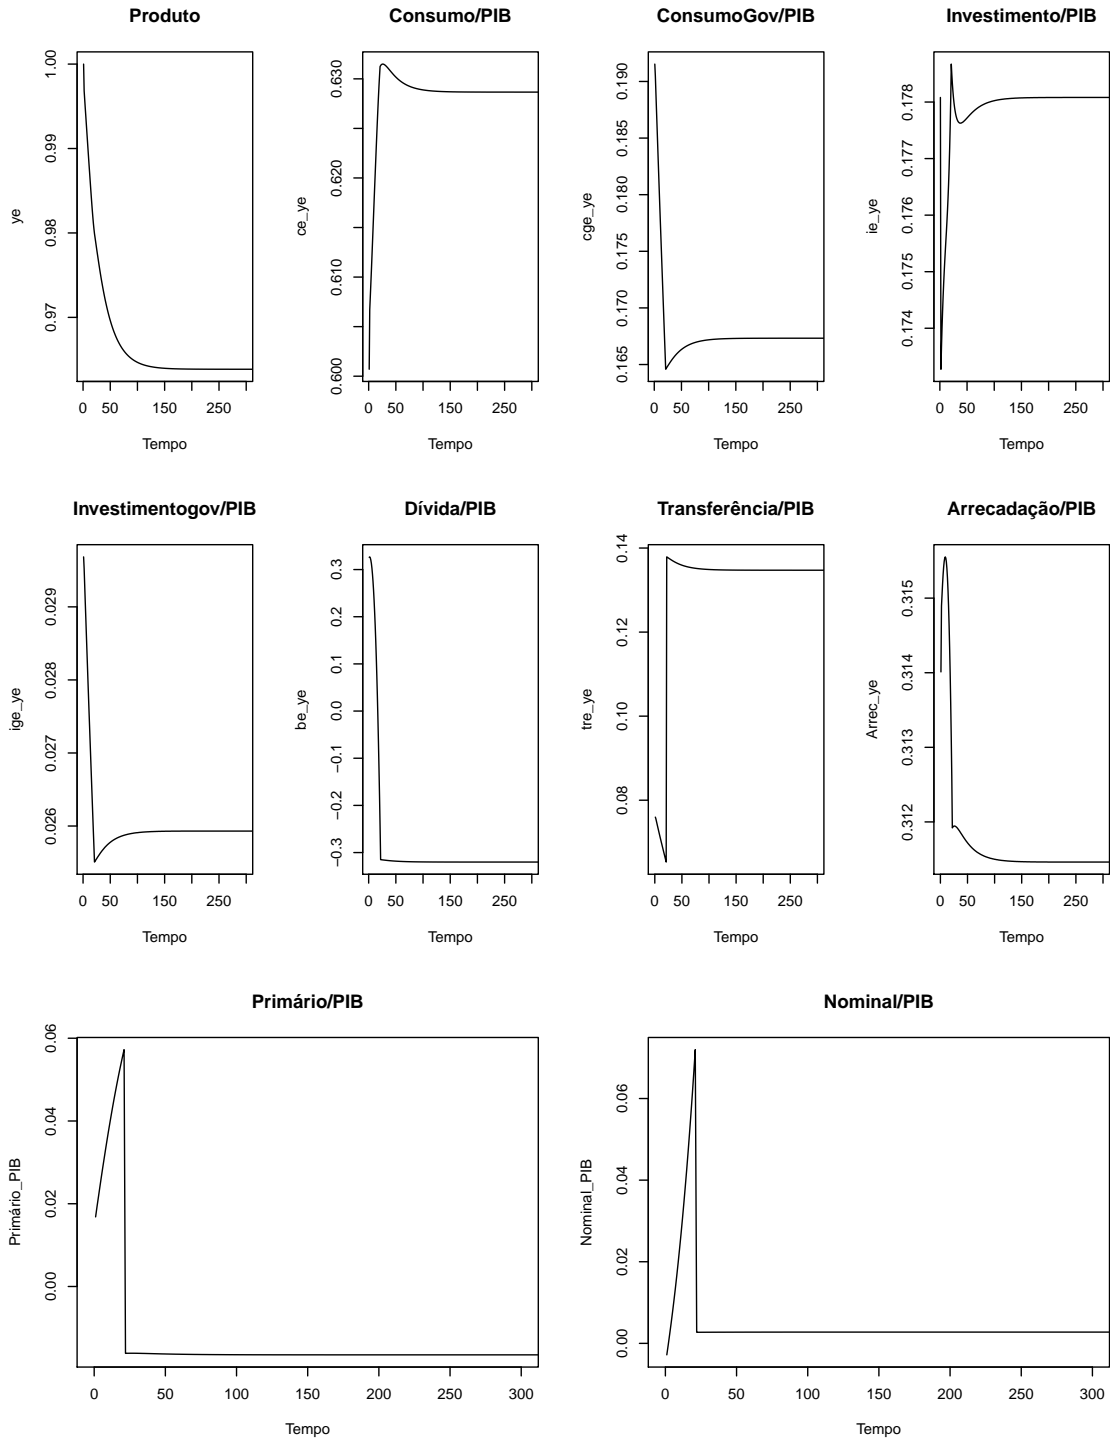 Produto
ye
0.97 0.98 0.99 1.00
0 50 150 250
Tempo
Consumo/PIB
ce_ye
0.600 0.610 0.620 0.630
0 50 150 250
Tempo
ConsumoGov/PIB
cge_ye
0.165 0.170 0.175 0.180 0.185 0.190
0 50 150 250
Tempo
Investimento/PIB
ie_ye
0.174 0.175 0.176 0.177 0.178
0 50 150 250
Tempo
Investimentogov/PIB
ige_ye
0.026 0.027 0.028 0.029
0 50 150 250
Tempo
Dívida/PIB
be_ye
−0.3 −0.2 −0.1 0.0 0.1 0.2 0.3
0 50 150 250
Tempo
Transferência/PIB
tre_ye
0.08 0.10 0.12 0.14
0 50 150 250
Tempo
Arrecadação/PIB
Arrec_ye
0.312 0.313 0.314 0.315
0 50 150 250
Tempo
Primário/PIB
Primário_PIB
0.00 0.02 0.04 0.06
0 50 100 150 200 250 300
Tempo
Nominal/PIB
Nominal_PIB
0.00 0.02 0.04 0.06
0 50 100 150 200 250 300
Tempo